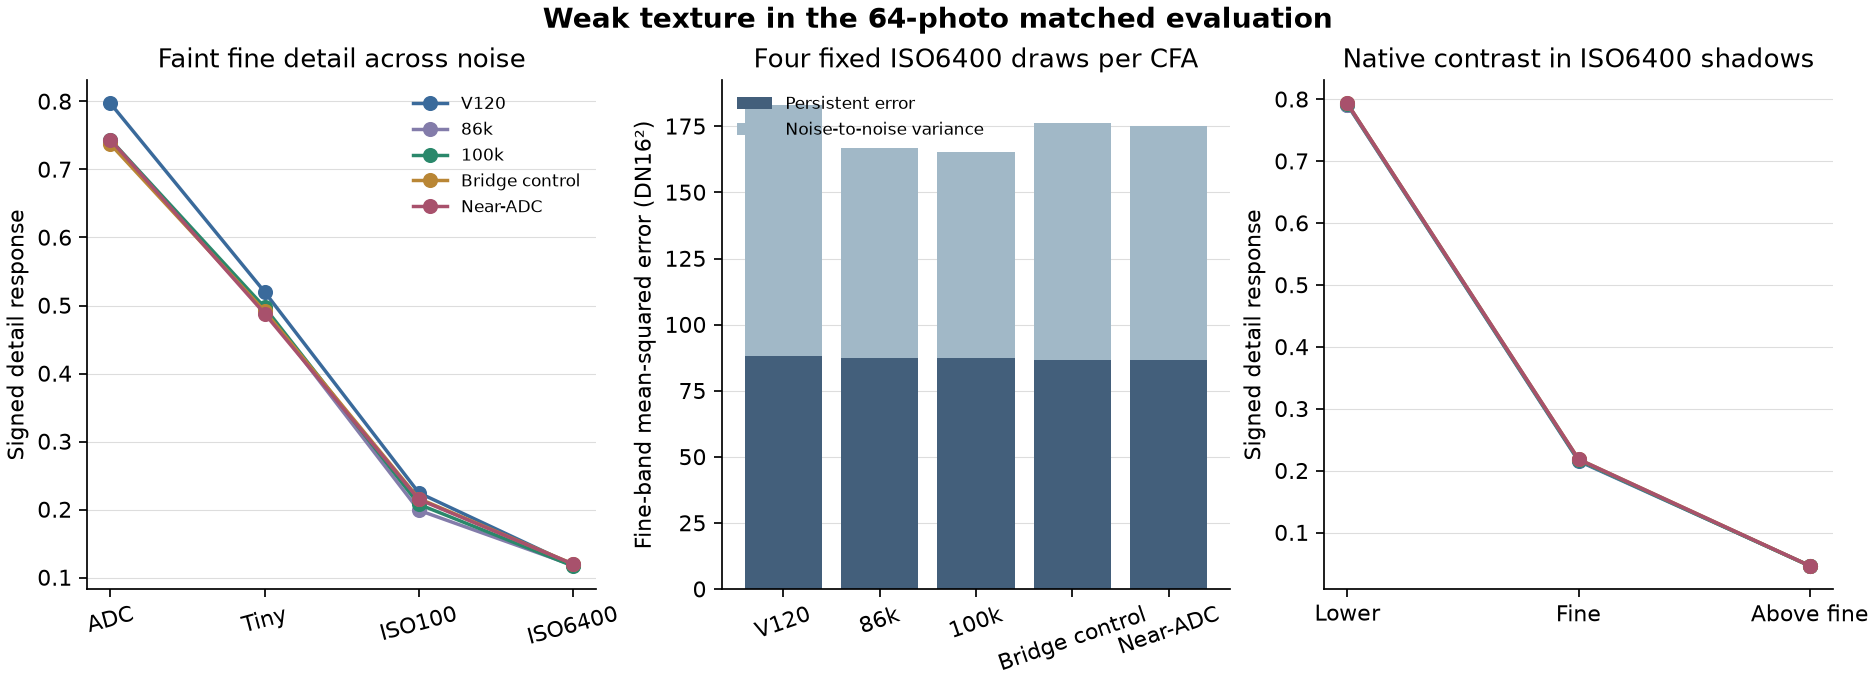 Weak texture in the 64-photo matched evaluation
Faint fine detail across noise
Signed detail response
0.8
0.7
0.6
0.5
0.4
0.3
0.2
0.1
ADC
Tiny
ISO100
ISO6400
V120
86k
100k
Bridge control
Near-ADC
Four fixed ISO6400 draws per CFA
Fine-band mean-squared error (DN16²)
175
150
125
100
75
50
25
0
Persistent error
Noise-to-noise variance
V120
86k
100k
Bridge control
Near-ADC
Native contrast in ISO6400 shadows
Signed detail response
0.8
0.7
0.6
0.5
0.4
0.3
0.2
0.1
Lower
Fine
Above fine